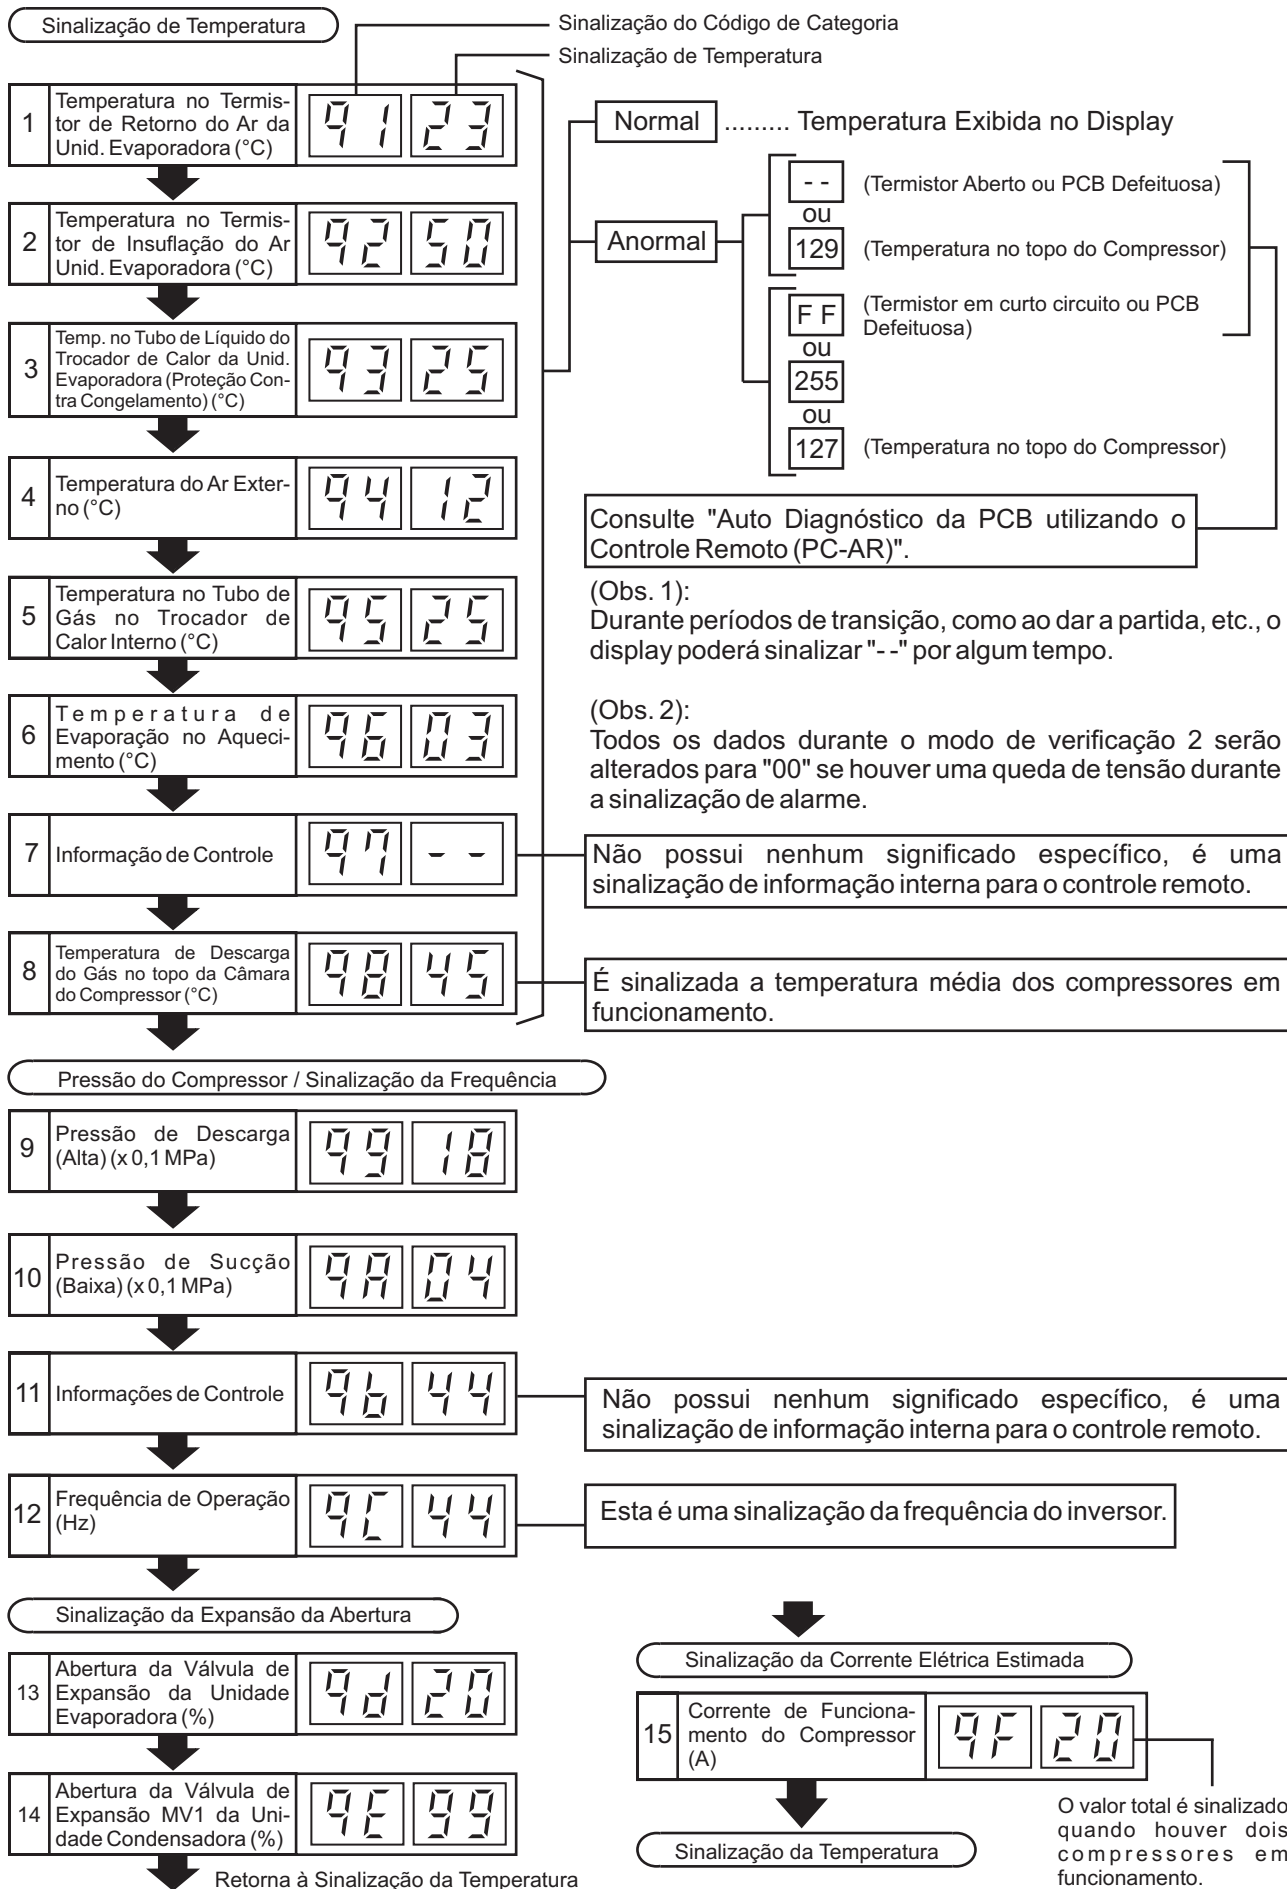 Sinalização de Temperatura
Sinalização do Código de Categoria
Sinalização de Temperatura
1
Temperatura no Termis-
tor de Retorno do Ar da
Unid. Evaporadora (°C)
91 23
2
Temperatura no Termis-
tor de Insuflação do Ar
Unid. Evaporadora (°C)
92 50
3
Temp. no Tubo de Líquido do
Trocador de Calor da Unid.
Evaporadora (Proteção Con-
tra Congelamento) (°C)
93 25
4
Temperatura do Ar Exter-
no (°C)
94 12
5
Temperatura no Tubo de
Gás no Trocador de
Calor Interno (°C)
95 25
6
Temperatura de
Evaporação no Aqueci-
mento (°C)
96 03
7
Informação de Controle
97 - -
8
Temperatura de Descarga
do Gás no topo da Câmara
do Compressor (°C)
98 45
Normal ......... Temperatura Exibida no Display
Anormal
- - (Termistor Aberto ou PCB Defeituosa)
ou
129 (Temperatura no topo do Compressor)
F F (Termistor em curto circuito ou PCB
Defeituosa)
ou
255
ou
127 (Temperatura no topo do Compressor)
Consulte "Auto Diagnóstico da PCB utilizando o
Controle Remoto (PC-AR)".
(Obs. 1):
Durante períodos de transição, como ao dar a partida, etc., o
display poderá sinalizar "- -" por algum tempo.
(Obs. 2):
Todos os dados durante o modo de verificação 2 serão
alterados para "00" se houver uma queda de tensão durante
a sinalização de alarme.
Não possui nenhum significado específico, é uma
sinalização de informação interna para o controle remoto.
É sinalizada a temperatura média dos compressores em
funcionamento.
Pressão do Compressor / Sinalização da Frequência
9
Pressão de Descarga
(Alta) (x 0,1 MPa)
99 18
10
Pressão de Sucção
(Baixa) (x 0,1 MPa)
9A 04
11
Informações de Controle
9b 44
Não possui nenhum significado específico, é uma
sinalização de informação interna para o controle remoto.
12
Frequência de Operação
(Hz)
9C 44
Esta é uma sinalização da frequência do inversor.
Sinalização da Expansão da Abertura
13
Abertura da Válvula de
Expansão da Unidade
Evaporadora (%)
9d 20
14
Abertura da Válvula de
Expansão MV1 da Uni-
dade Condensadora (%)
9E 99
Retorna à Sinalização da Temperatura
Sinalização da Corrente Elétrica Estimada
15
Corrente de Funciona-
mento do Compressor
(A)
9F 20
O valor total é sinalizado
quando houver dois
compressores em
funcionamento.
Sinalização da Temperatura